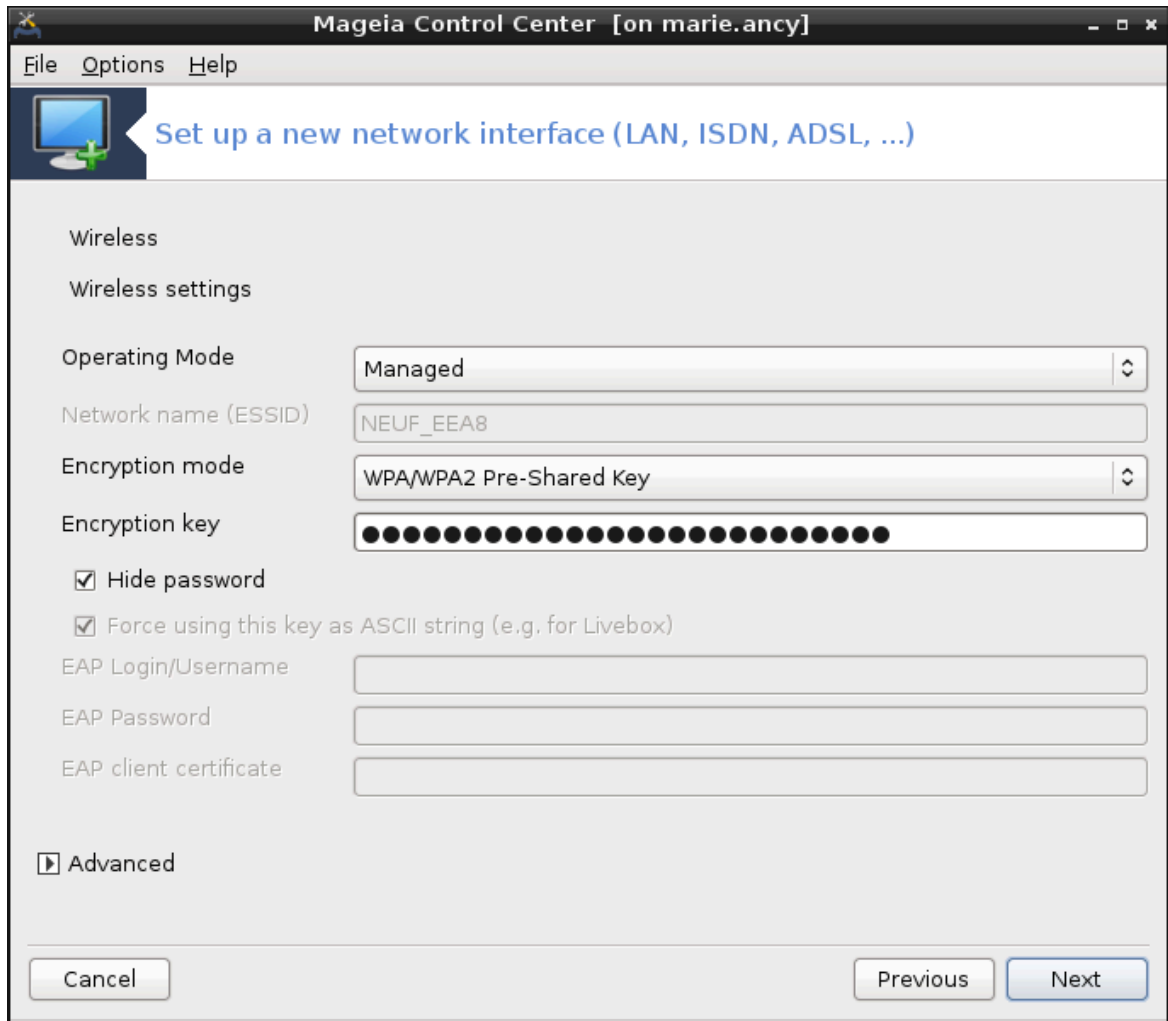 Mageia Control Center [on marie.ancy]
File Options Help
Set up a new network interface (LAN, ISDN, ADSL, ...)
Wireless
Wireless settings
Operating Mode Managed
Network name (ESSID) NEUF_EEA8
Encryption mode WPA/WPA2 Pre-Shared Key
Encryption key ●●●●●●●●●●●●●●●●●●●●●●●●●●
Hide password
Force using this key as ASCII string (e.g. for Livebox)
EAP Login/Username
EAP Password
EAP client certificate
Advanced
Cancel Previous Next